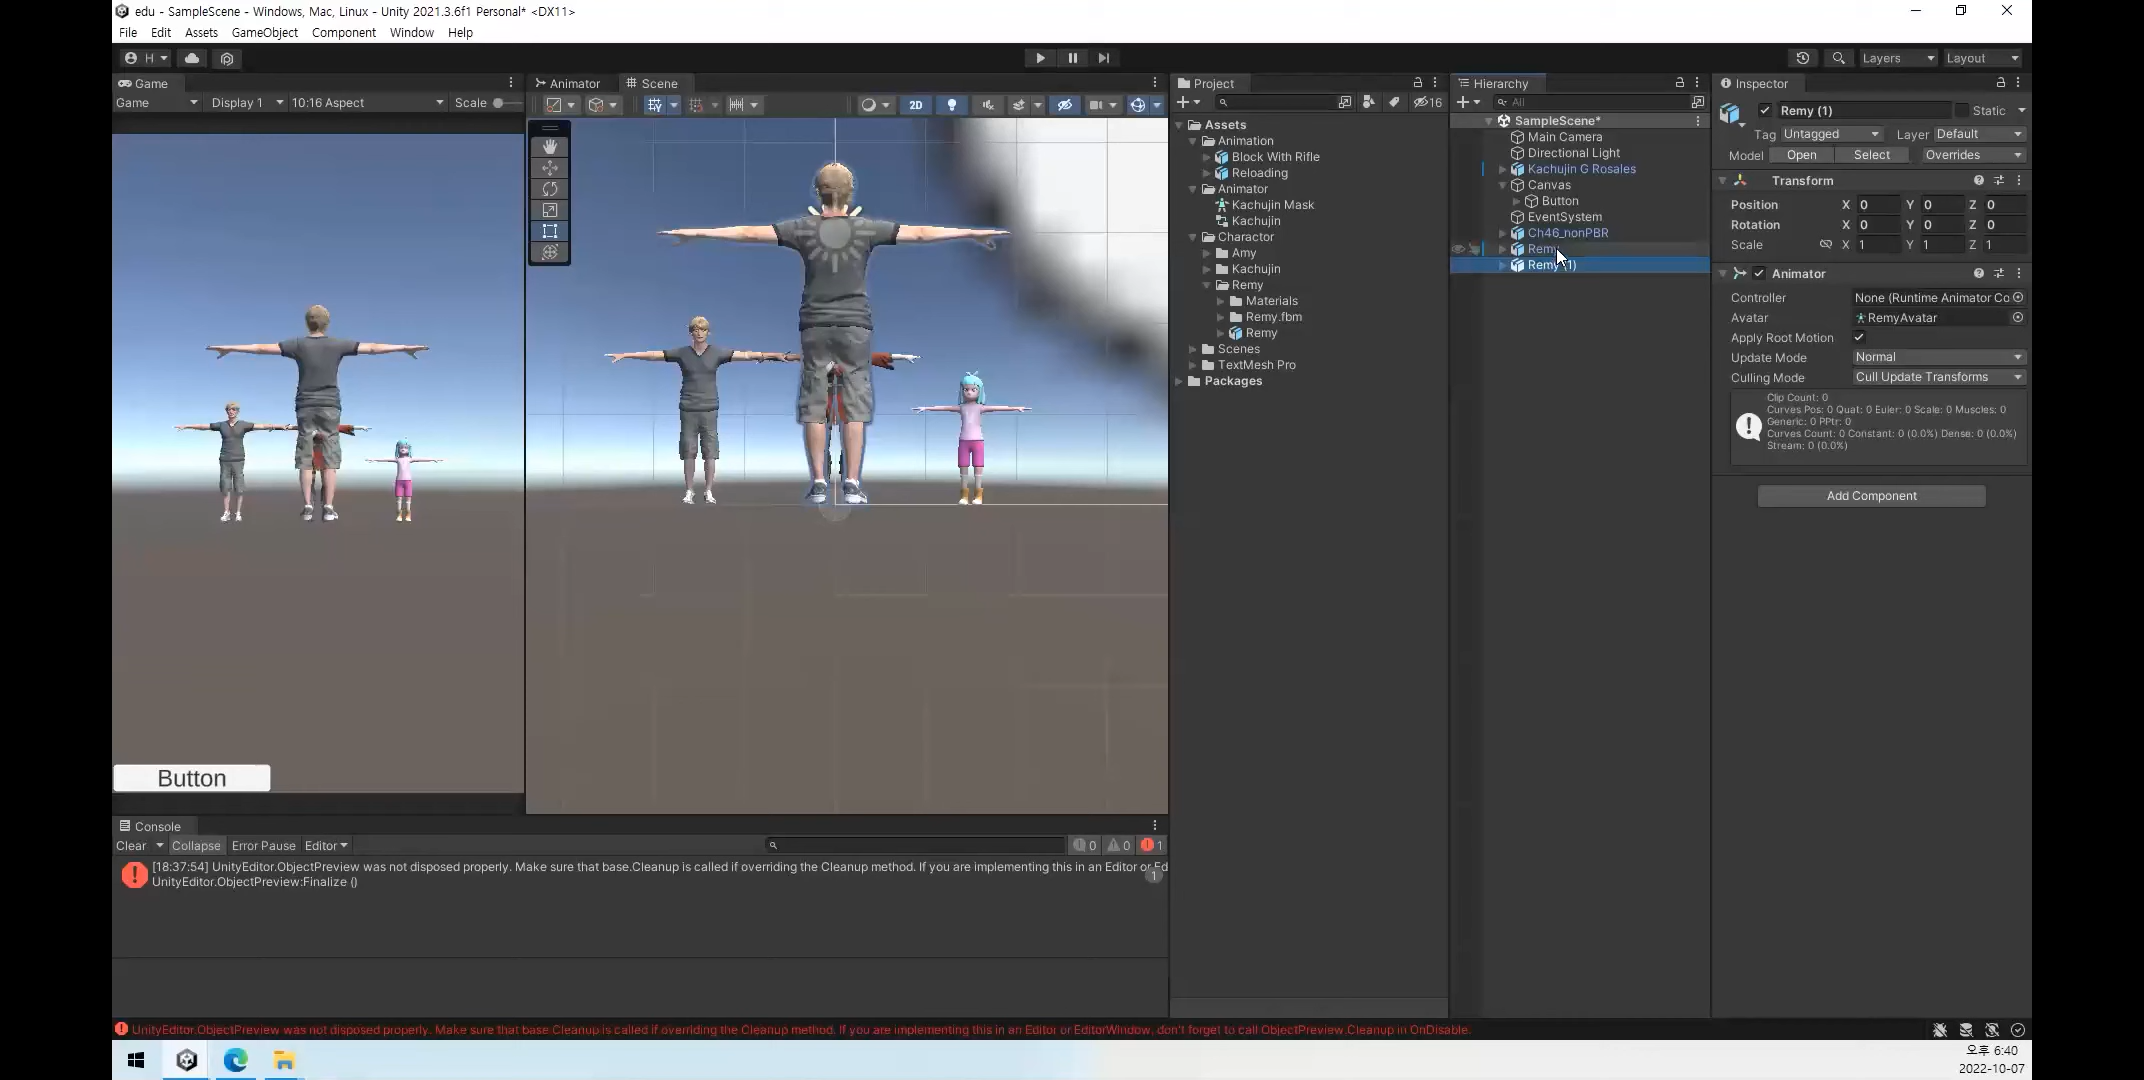 edu - SampleScene - Windows, Mac, Linux - Unity 2021.3.6f1 Personal* <DX11>
File Edit Assets GameObject Component Window Help
H Layers Layout
Game
Game Display 1 10:16 Aspect Scale
Button
Animator Scene
2D
Project
16
Assets
Animation
Block With Rifle
Reloading
Animator
Kachujin Mask
Kachujin
Charactor
Amy
Kachujin
Remy
Materials
Remy.fbm
Remy
Scenes
TextMesh Pro
Packages
Hierarchy
All
SampleScene*
Main Camera
Directional Light
Kachujin G Rosales
Canvas
Button
EventSystem
Ch46_nonPBR
Remy
Remy (1)
Inspector
Remy (1) Static
Tag Untagged Layer Default
Model Open Select Overrides
Transform
Position X 0 Y 0 Z 0
Rotation X 0 Y 0 Z 0
Scale X 1 Y 1 Z 1
Animator
Controller None (Runtime Animator Co
Avatar RemyAvatar
Apply Root Motion
Update Mode Normal
Culling Mode Cull Update Transforms
Clip Count: 0
Curves Pos: 0 Quat: 0 Euler: 0 Scale: 0 Muscles: 0
Generic: 0 PPtr: 0
Curves Count: 0 Constant: 0 (0.0%) Dense: 0 (0.0%)
Stream: 0 (0.0%)
Add Component
Console
Clear Collapse Error Pause Editor 0 0 1
[18:37:54] UnityEditor.ObjectPreview was not disposed properly. Make sure that base.Cleanup is called if overriding the Cleanup method. If you are implementing this in an Editor or Ed
UnityEditor.ObjectPreview:Finalize ()
1
UnityEditor.ObjectPreview was not disposed properly. Make sure that base.Cleanup is called if overriding the Cleanup method. If you are implementing this in an Editor or EditorWindow, don't forget to call ObjectPreview.Cleanup in OnDisable.
오후 6:40
2022-10-07